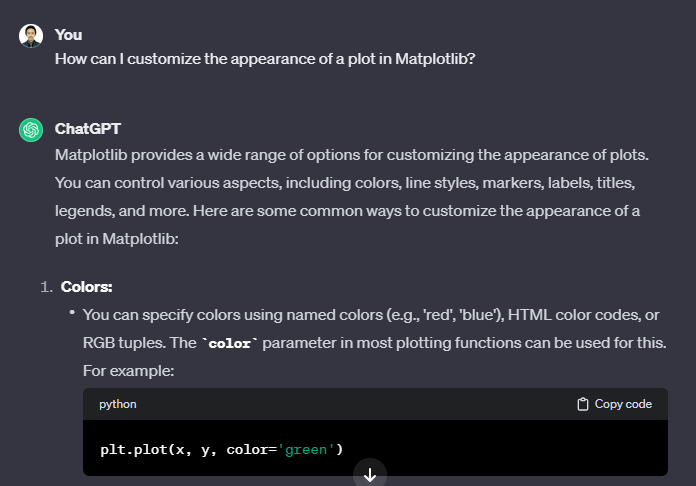 You
How can I customize the appearance of a plot in Matplotlib?
ChatGPT
Matplotlib provides a wide range of options for customizing the appearance of plots.
You can control various aspects, including colors, line styles, markers, labels, titles,
legends, and more. Here are some common ways to customize the appearance of a
plot in Matplotlib:
1. Colors:
• You can specify colors using named colors (e.g., 'red', 'blue'), HTML color codes, or
RGB tuples. The `color` parameter in most plotting functions can be used for this.
For example:
python Copy code
plt.plot(x, y, color='green')